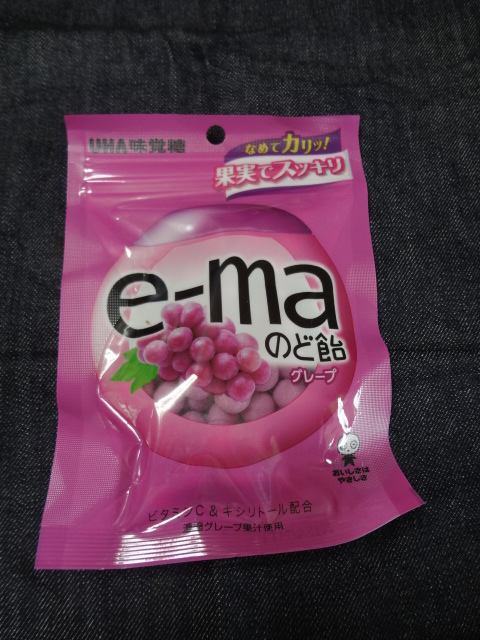 UHA味覚糖
なめてカリッ!
果実でスッキリ
e-ma
のど飴
グレープ
おいしさは
やさしさ
ビタミンC & キシリトール配合
濃縮グレープ果汁使用